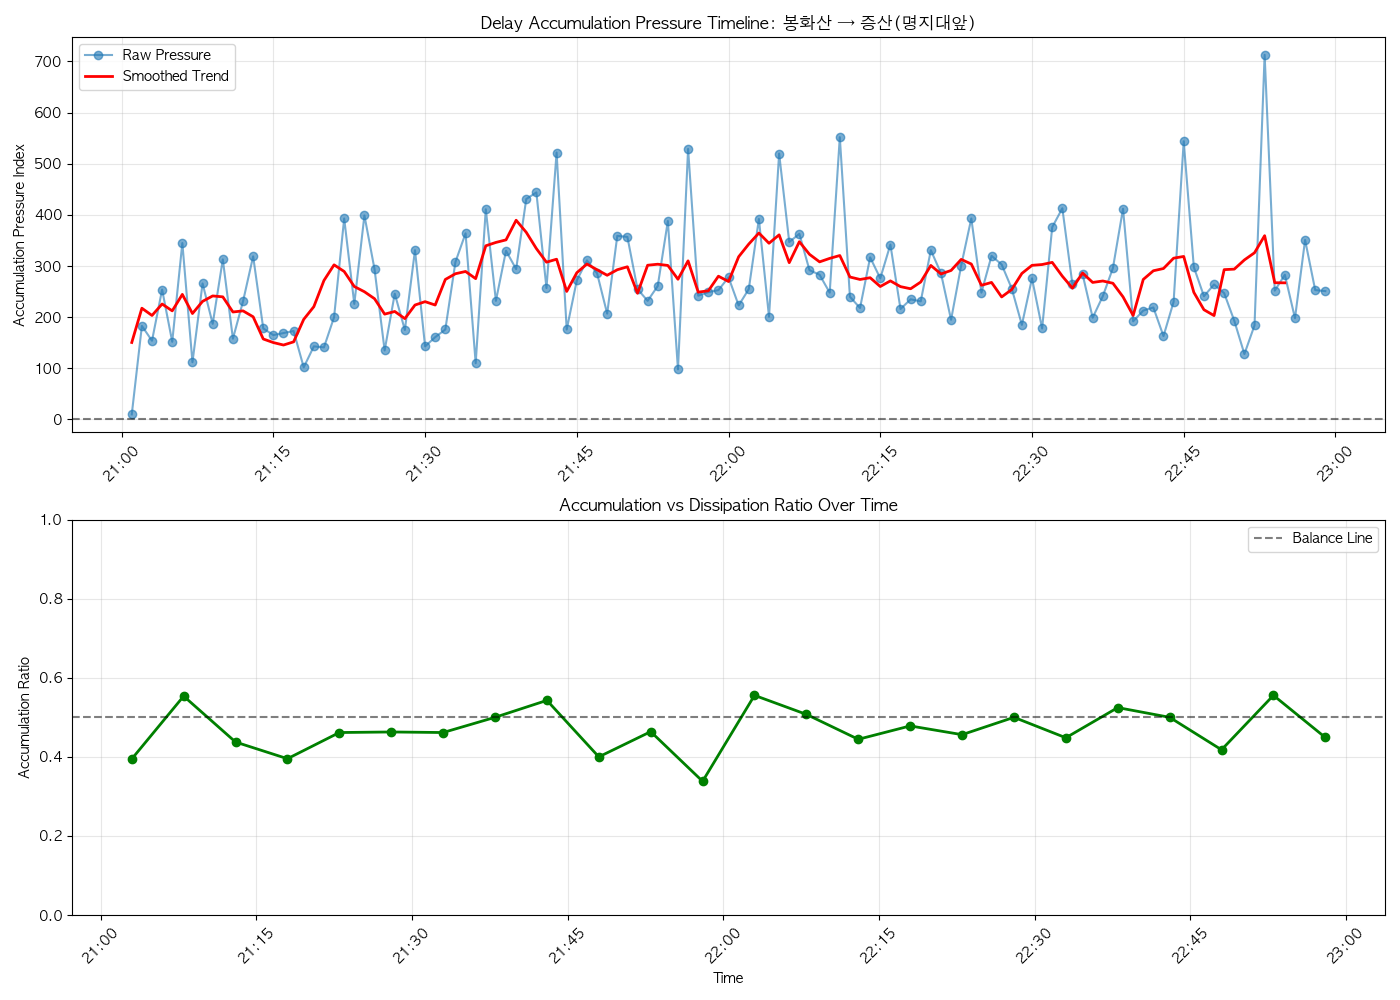 Delay Accumulation Pressure Timeline: 봉화산 → 증산(명지대앞)
Raw Pressure
Smoothed Trend
Accumulation Pressure Index
700
600
500
400
300
200
100
0
21:00 21:15 21:30 21:45 22:00 22:15 22:30 22:45 23:00
Accumulation vs Dissipation Ratio Over Time
Balance Line
Accumulation Ratio
1.0
0.8
0.6
0.4
0.2
0.0
21:00 21:15 21:30 21:45 22:00 22:15 22:30 22:45 23:00
Time